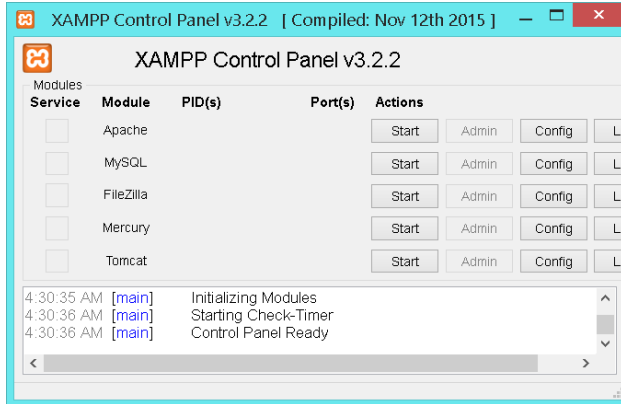 XAMPP Control Panel v3.2.2 [ Compiled: Nov 12th 2015 ]
XAMPP Control Panel v3.2.2
Modules
Service Module PID(s) Port(s) Actions
Apache Start Admin Config L
MySQL Start Admin Config L
FileZilla Start Admin Config L
Mercury Start Admin Config L
Tomcat Start Admin Config L
4:30:35 AM [main] Initializing Modules
4:30:36 AM [main] Starting Check-Timer
4:30:36 AM [main] Control Panel Ready